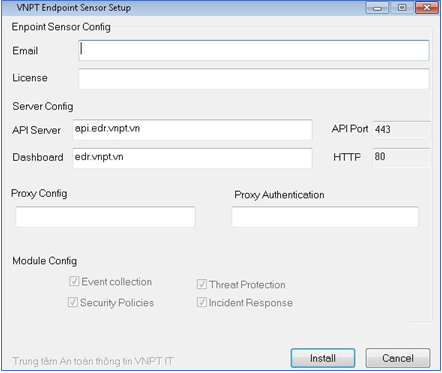 VNPT Endpoint Sensor Setup
Enpoint Sensor Config
Email
License
Server Config
API Server api.edr.vnpt.vn API Port 443
Dashboard edr.vnpt.vn HTTP 80
Proxy Config Proxy Authentication
Module Config
Event collection Threat Protection
Security Policies Incident Response
Trung tâm An toàn thông tin VNPT IT Install Cancel